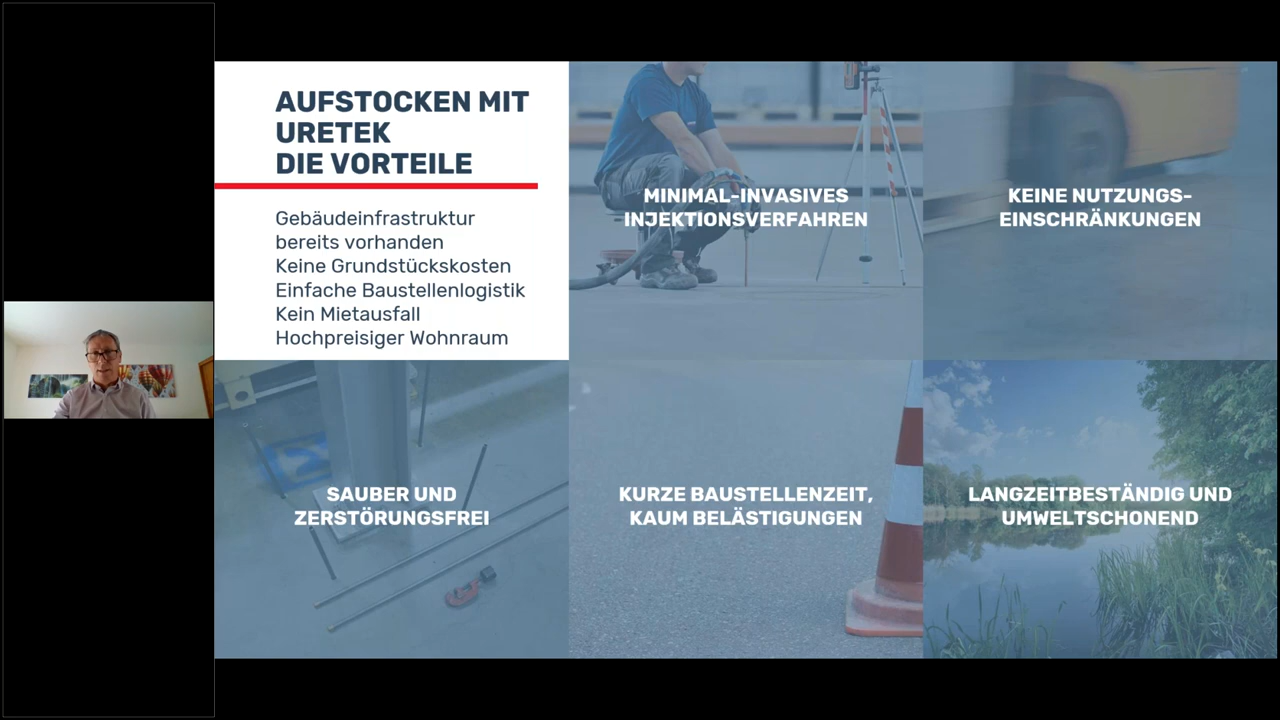 AUFSTOCKEN MIT
URETEK
DIE VORTEILE
Gebäudeinfrastruktur
bereits vorhanden
Keine Grundstückskosten
Einfache Baustellenlogistik
Kein Mietausfall
Hochpreisiger Wohnraum
MINIMAL-INVASIVES
INJEKTIONSVERFAHREN
KEINE NUTZUNGS-
EINSCHRÄNKUNGEN
SAUBER UND
ZERSTÖRUNGSFREI
KURZE BAUSTELLENZEIT,
KAUM BELÄSTIGUNGEN
LANGZEITBESTÄNDIG UND
UMWELTSCHONEND